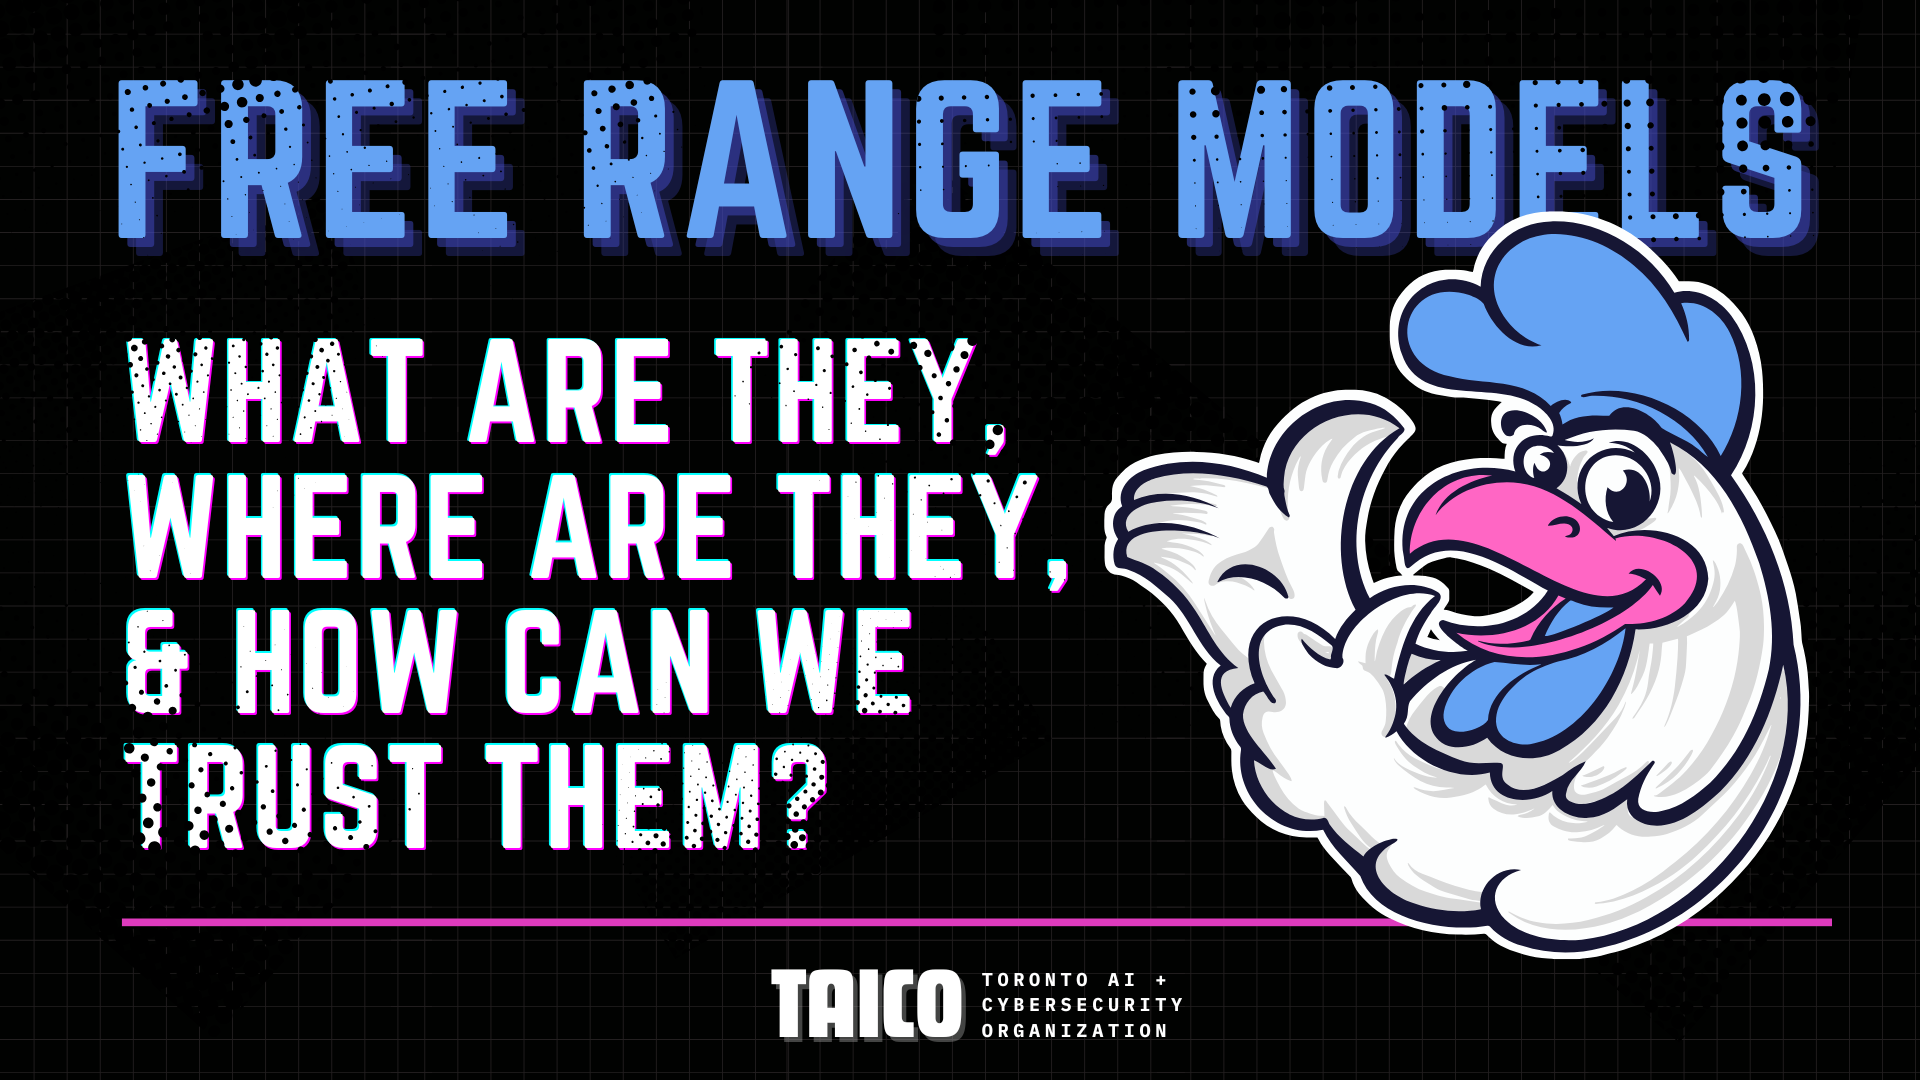 FREE RANGE MODELS
WHAT ARE THEY,
WHERE ARE THEY,
& HOW CAN WE
TRUST THEM?
TAICO
TORONTO AI +
CYBERSECURITY
ORGANIZATION